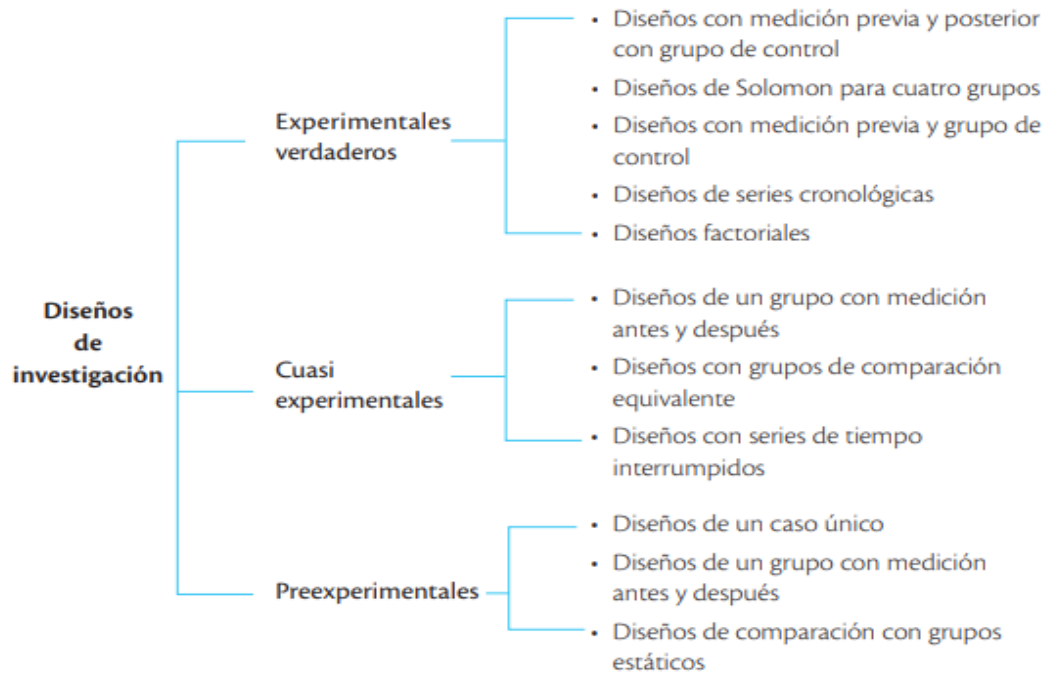 Diseños
de
investigación
Experimentales
verdaderos
• Diseños con medición previa y posterior
con grupo de control
• Diseños de Solomon para cuatro grupos
• Diseños con medición previa y grupo de
control
• Diseños de series cronológicas
• Diseños factoriales
Cuasi
experimentales
• Diseños de un grupo con medición
antes y después
• Diseños con grupos de comparación
equivalente
• Diseños con series de tiempo
interrumpidos
Preexperimentales
• Diseños de un caso único
• Diseños de un grupo con medición
antes y después
• Diseños de comparación con grupos
estáticos